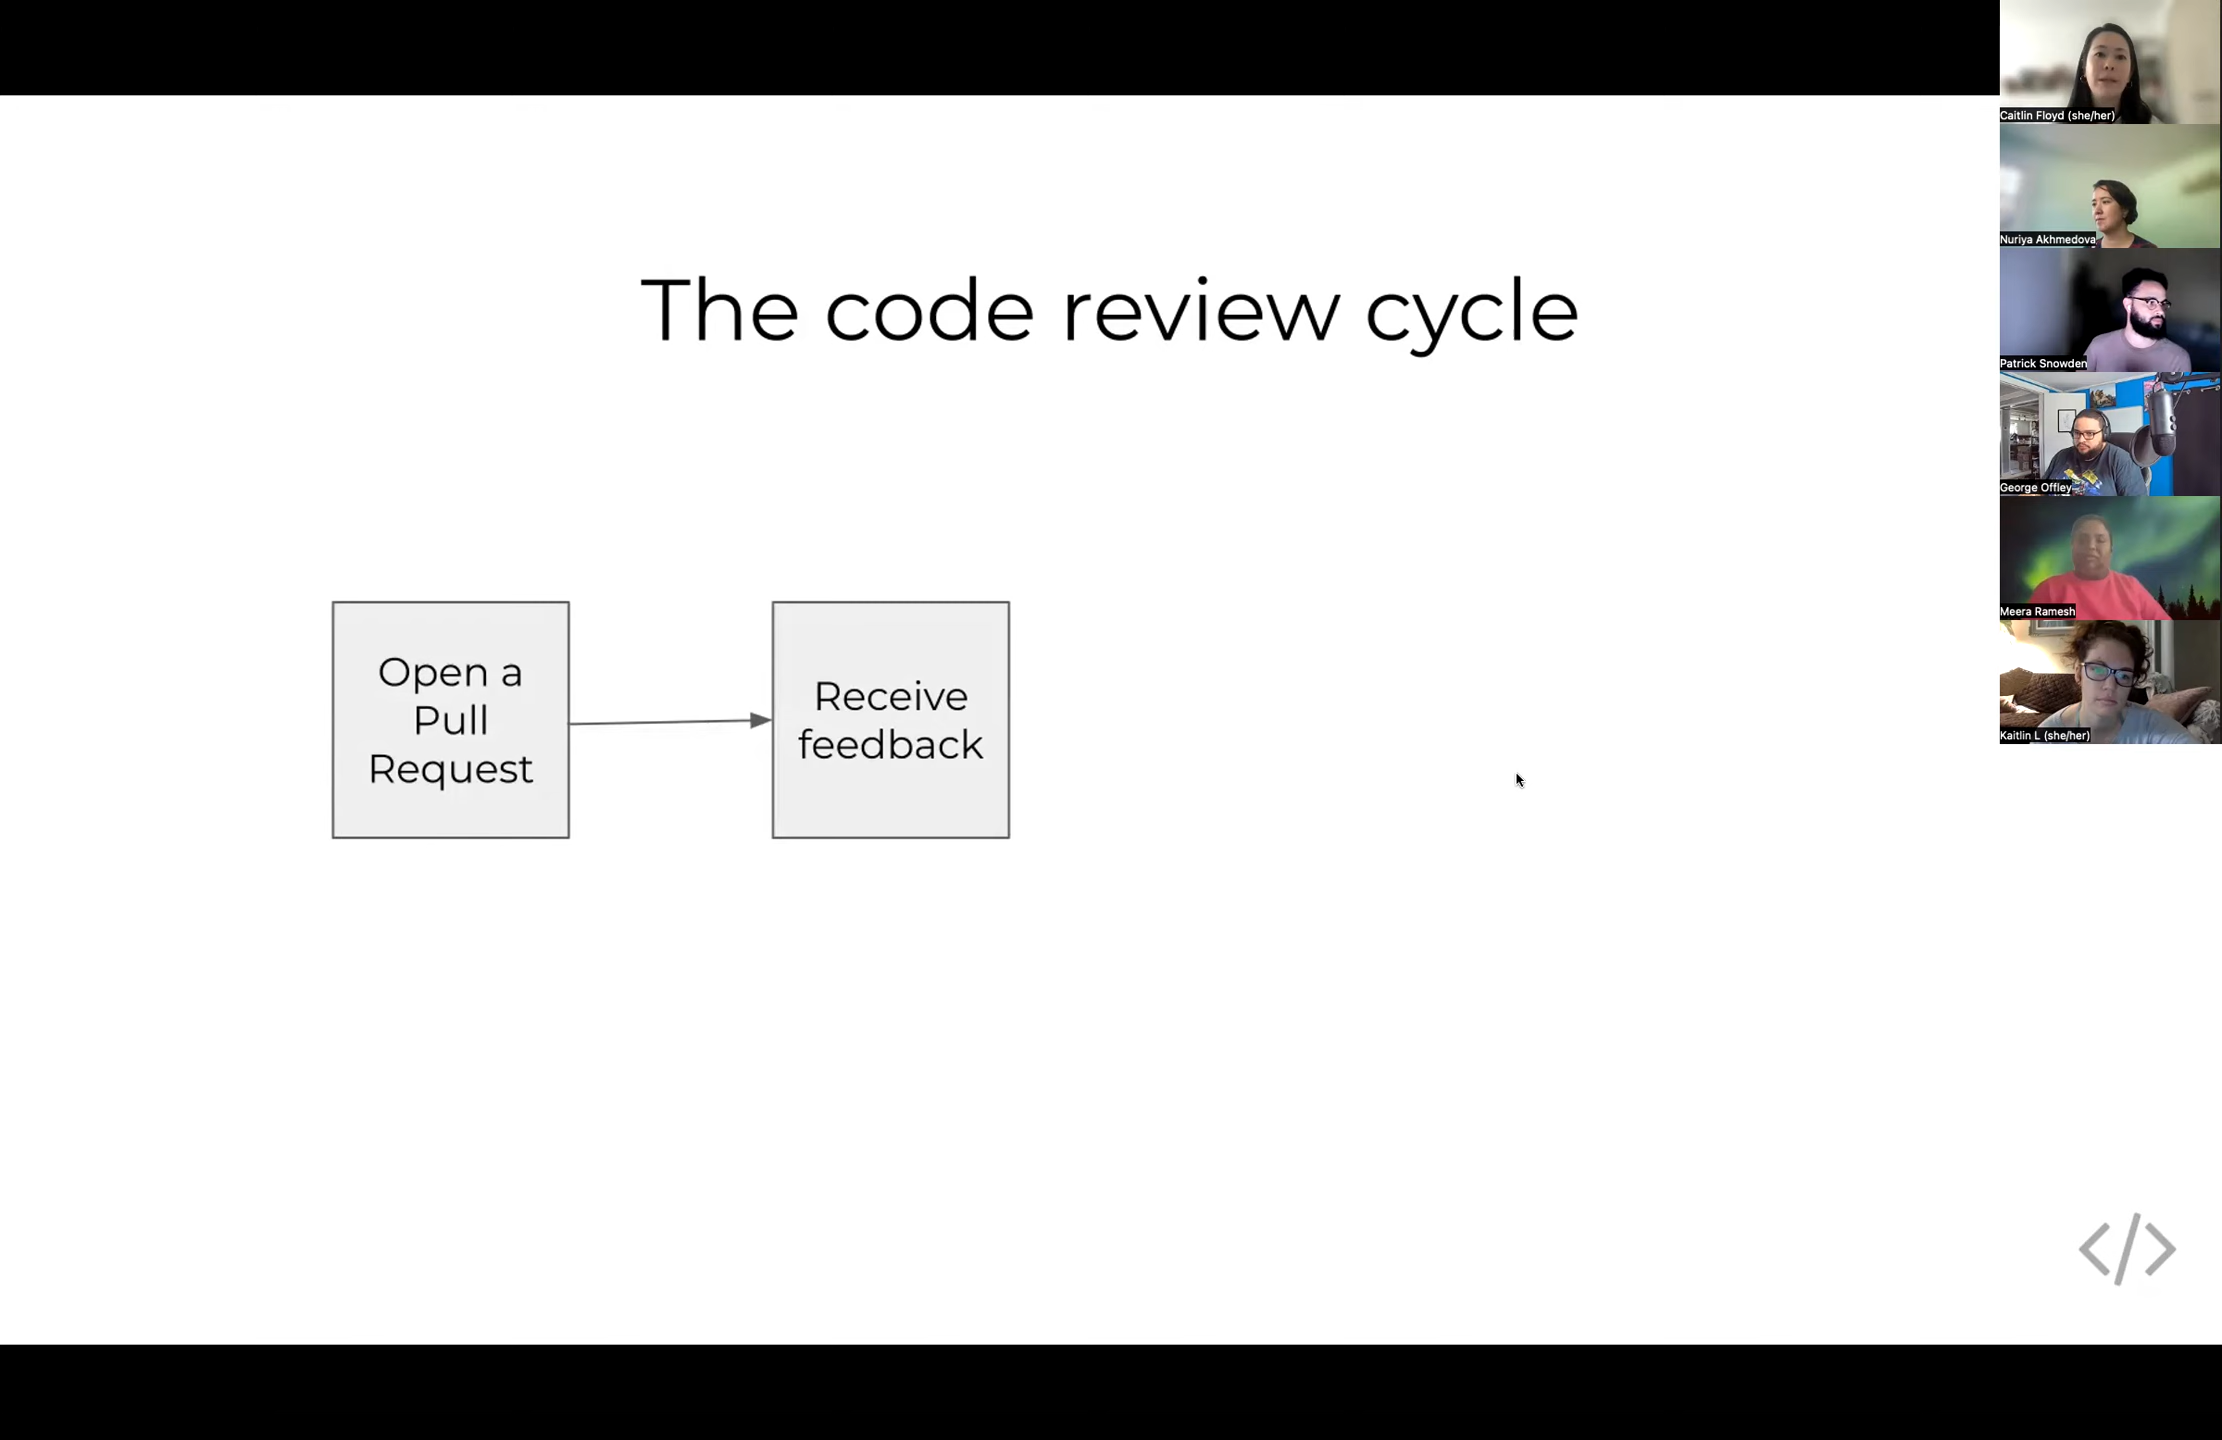 The code review cycle
Open a
Pull
Request
Receive
feedback
</>
Caitlin Floyd (she/her)
Nuriya Akhmedova
Patrick Snowden
George Offley
Meera Ramesh
Kaitlin L (she/her)